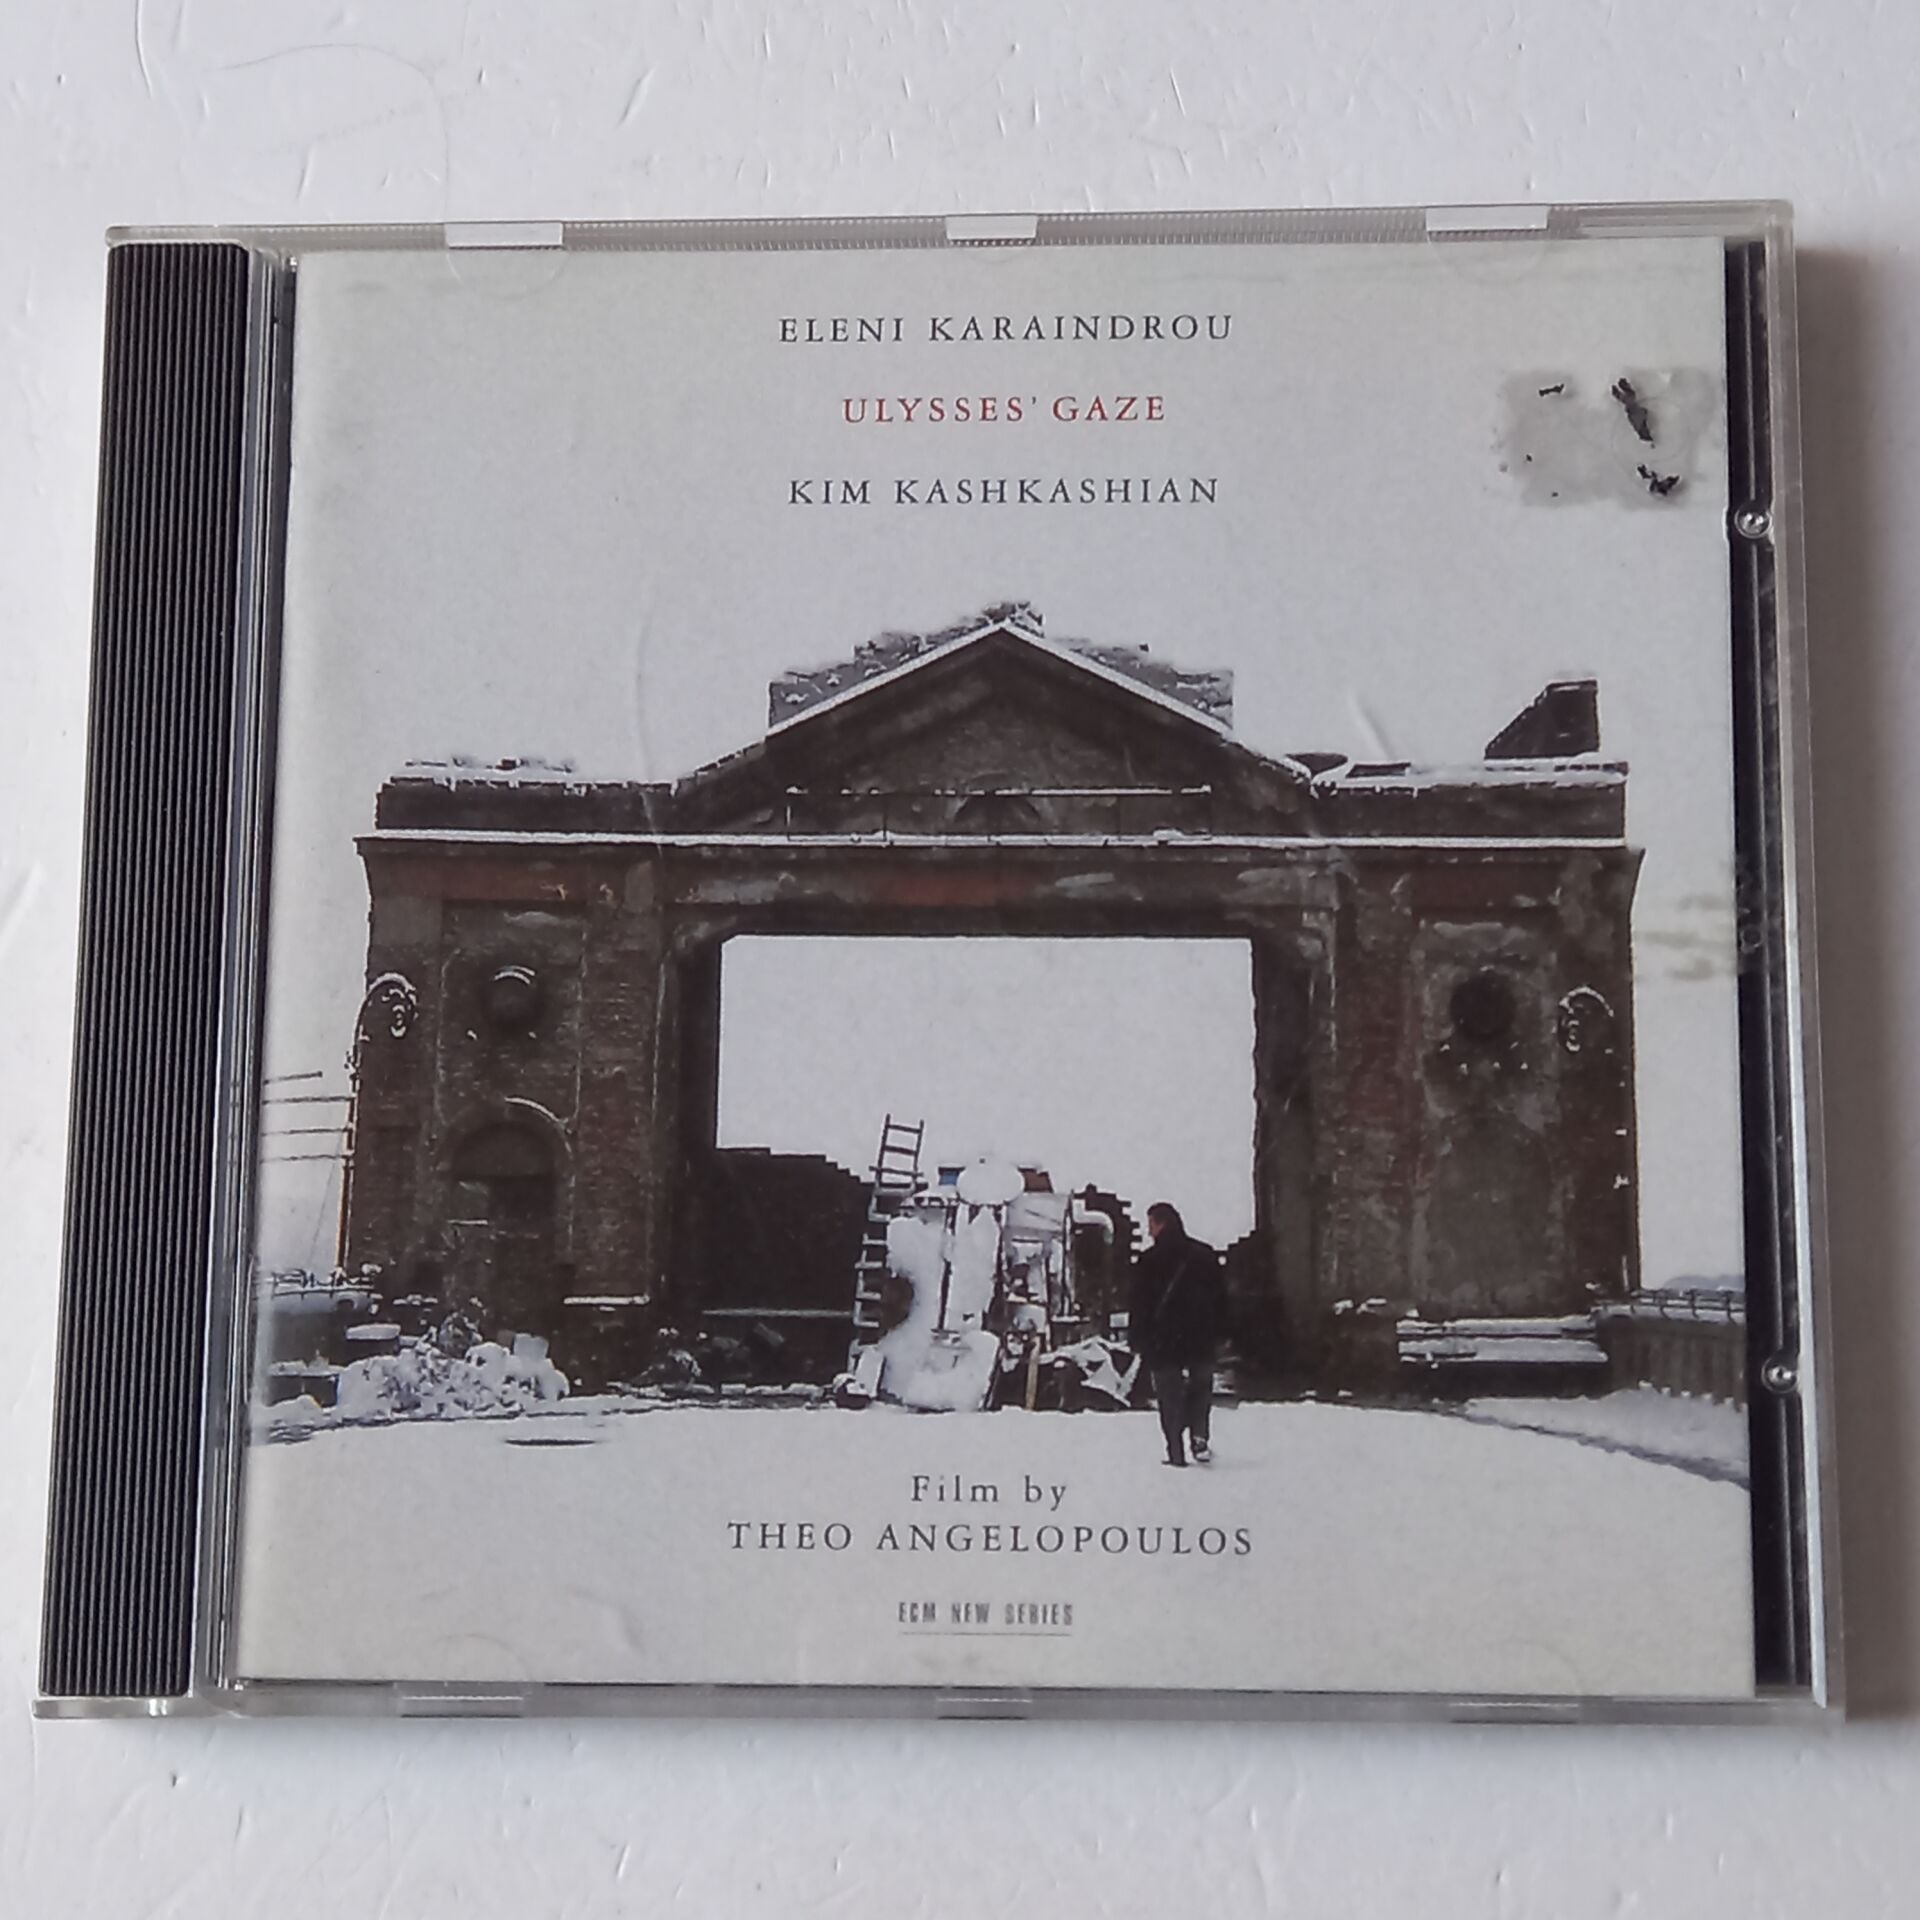 ELENI KARAINDROU
ULYSSES' GAZE
KIM KASHKASHIAN
Film by
THEO ANGELOPOULOS
ECM NEW SERIES